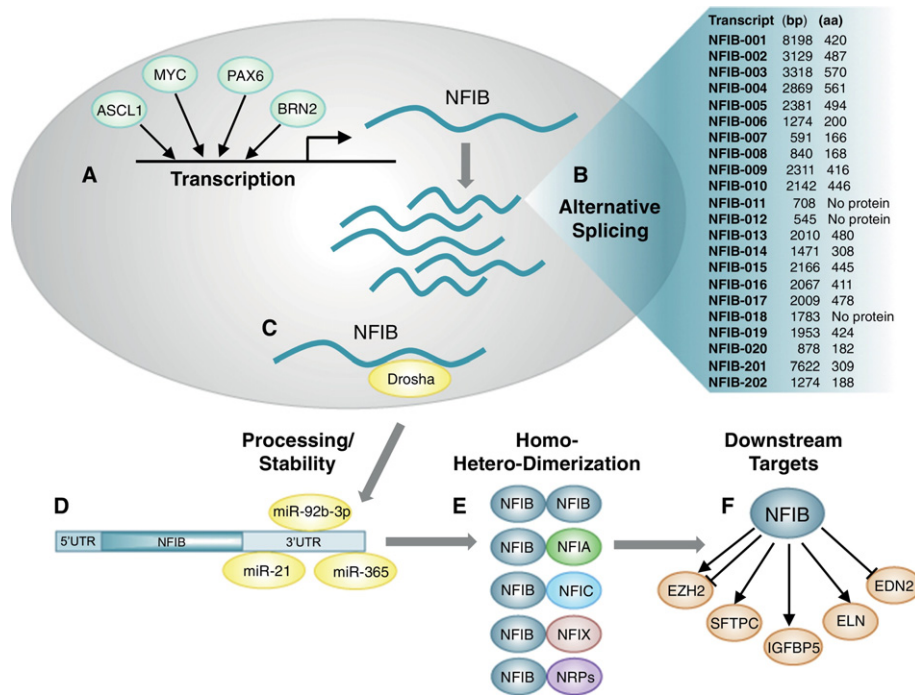 Transcript (bp) (aa)
NFIB-001 8198 420
NFIB-002 3129 487
NFIB-003 3318 570
NFIB-004 2869 561
NFIB-005 2381 494
NFIB-006 1274 200
NFIB-007 591 166
NFIB-008 840 168
NFIB-009 2311 416
NFIB-010 2142 446
NFIB-011 708 No protein
NFIB-012 545 No protein
NFIB-013 2010 480
NFIB-014 1471 308
NFIB-015 2166 445
NFIB-016 2067 411
NFIB-017 2009 478
NFIB-018 1783 No protein
NFIB-019 1953 424
NFIB-020 878 182
NFIB-201 7622 309
NFIB-202 1274 188
MYC
PAX6
ASCL1
BRN2
NFIB
A
Transcription
B
Alternative
Splicing
C
NFIB
Drosha
Processing/
Stability
D
miR-92b-3p
5'UTR NFIB 3'UTR
miR-21
miR-365
Homo-
Hetero-Dimerization
E
NFIB NFIB
NFIB NFIA
NFIB NFIC
NFIB NFIX
NFIB NRPs
Downstream
Targets
F
NFIB
EZH2
SFTPC
IGFBP5
ELN
EDN2